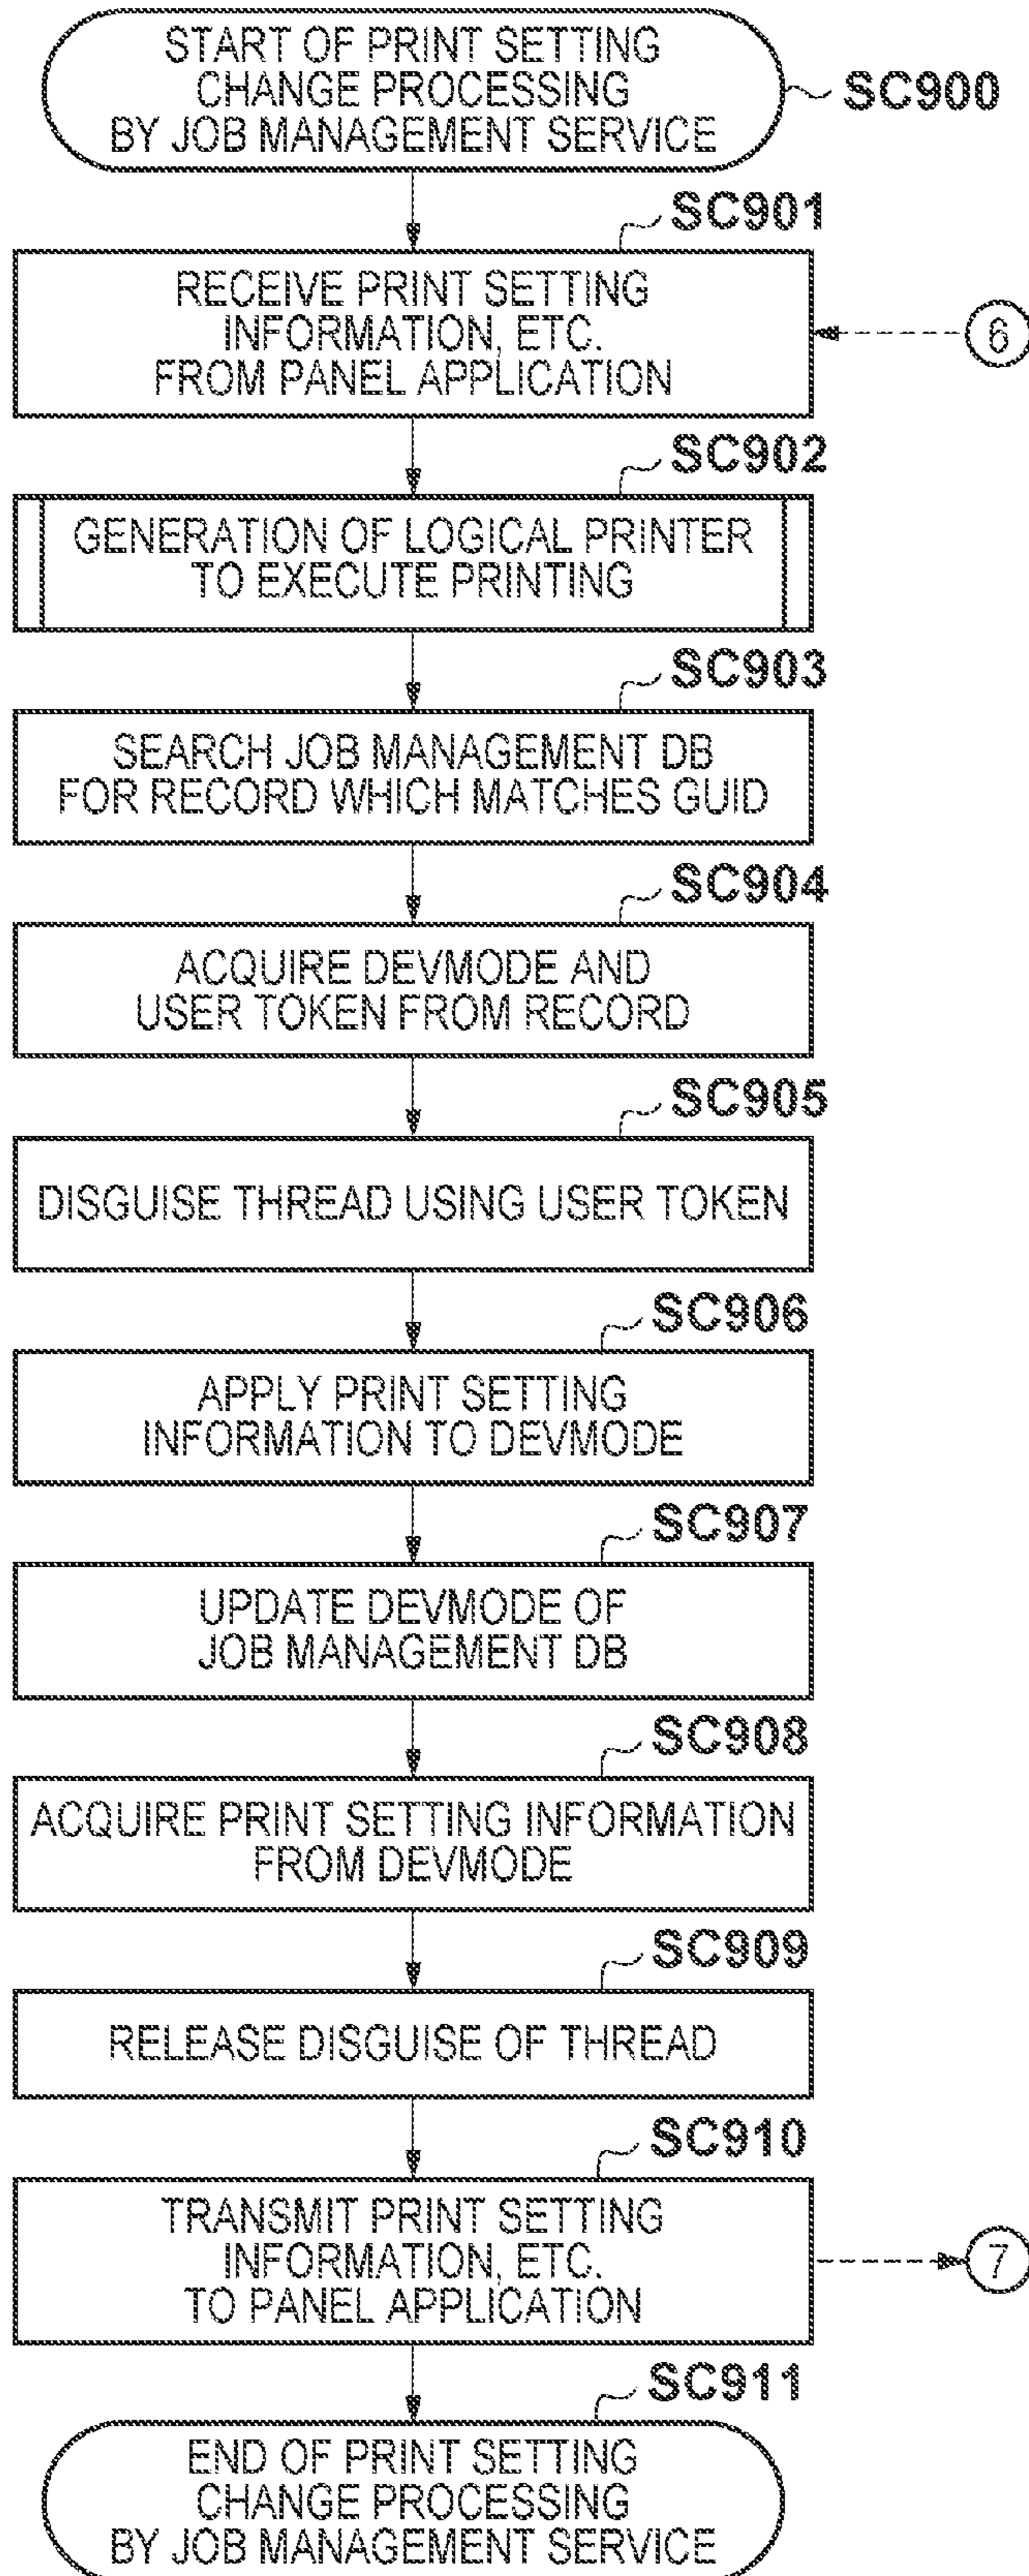 START OF PRINT SETTING
CHANGE PROCESSING
BY JOB MANAGEMENT SERVICE
SC900
SC901
RECEIVE PRINT SETTING
INFORMATION, ETC.
FROM PANEL APPLICATION
6
SC902
GENERATION OF LOGICAL PRINTER
TO EXECUTE PRINTING
SC903
SEARCH JOB MANAGEMENT DB
FOR RECORD WHICH MATCHES GUID
SC904
ACQUIRE DEVMODE AND
USER TOKEN FROM RECORD
SC905
DISGUISE THREAD USING USER TOKEN
SC906
APPLY PRINT SETTING
INFORMATION TO DEVMODE
SC907
UPDATE DEVMODE OF
JOB MANAGEMENT DB
SC908
ACQUIRE PRINT SETTING INFORMATION
FROM DEVMODE
SC909
RELEASE DISGUISE OF THREAD
SC910
TRANSMIT PRINT SETTING
INFORMATION, ETC.
TO PANEL APPLICATION
7
SC911
END OF PRINT SETTING
CHANGE PROCESSING
BY JOB MANAGEMENT SERVICE